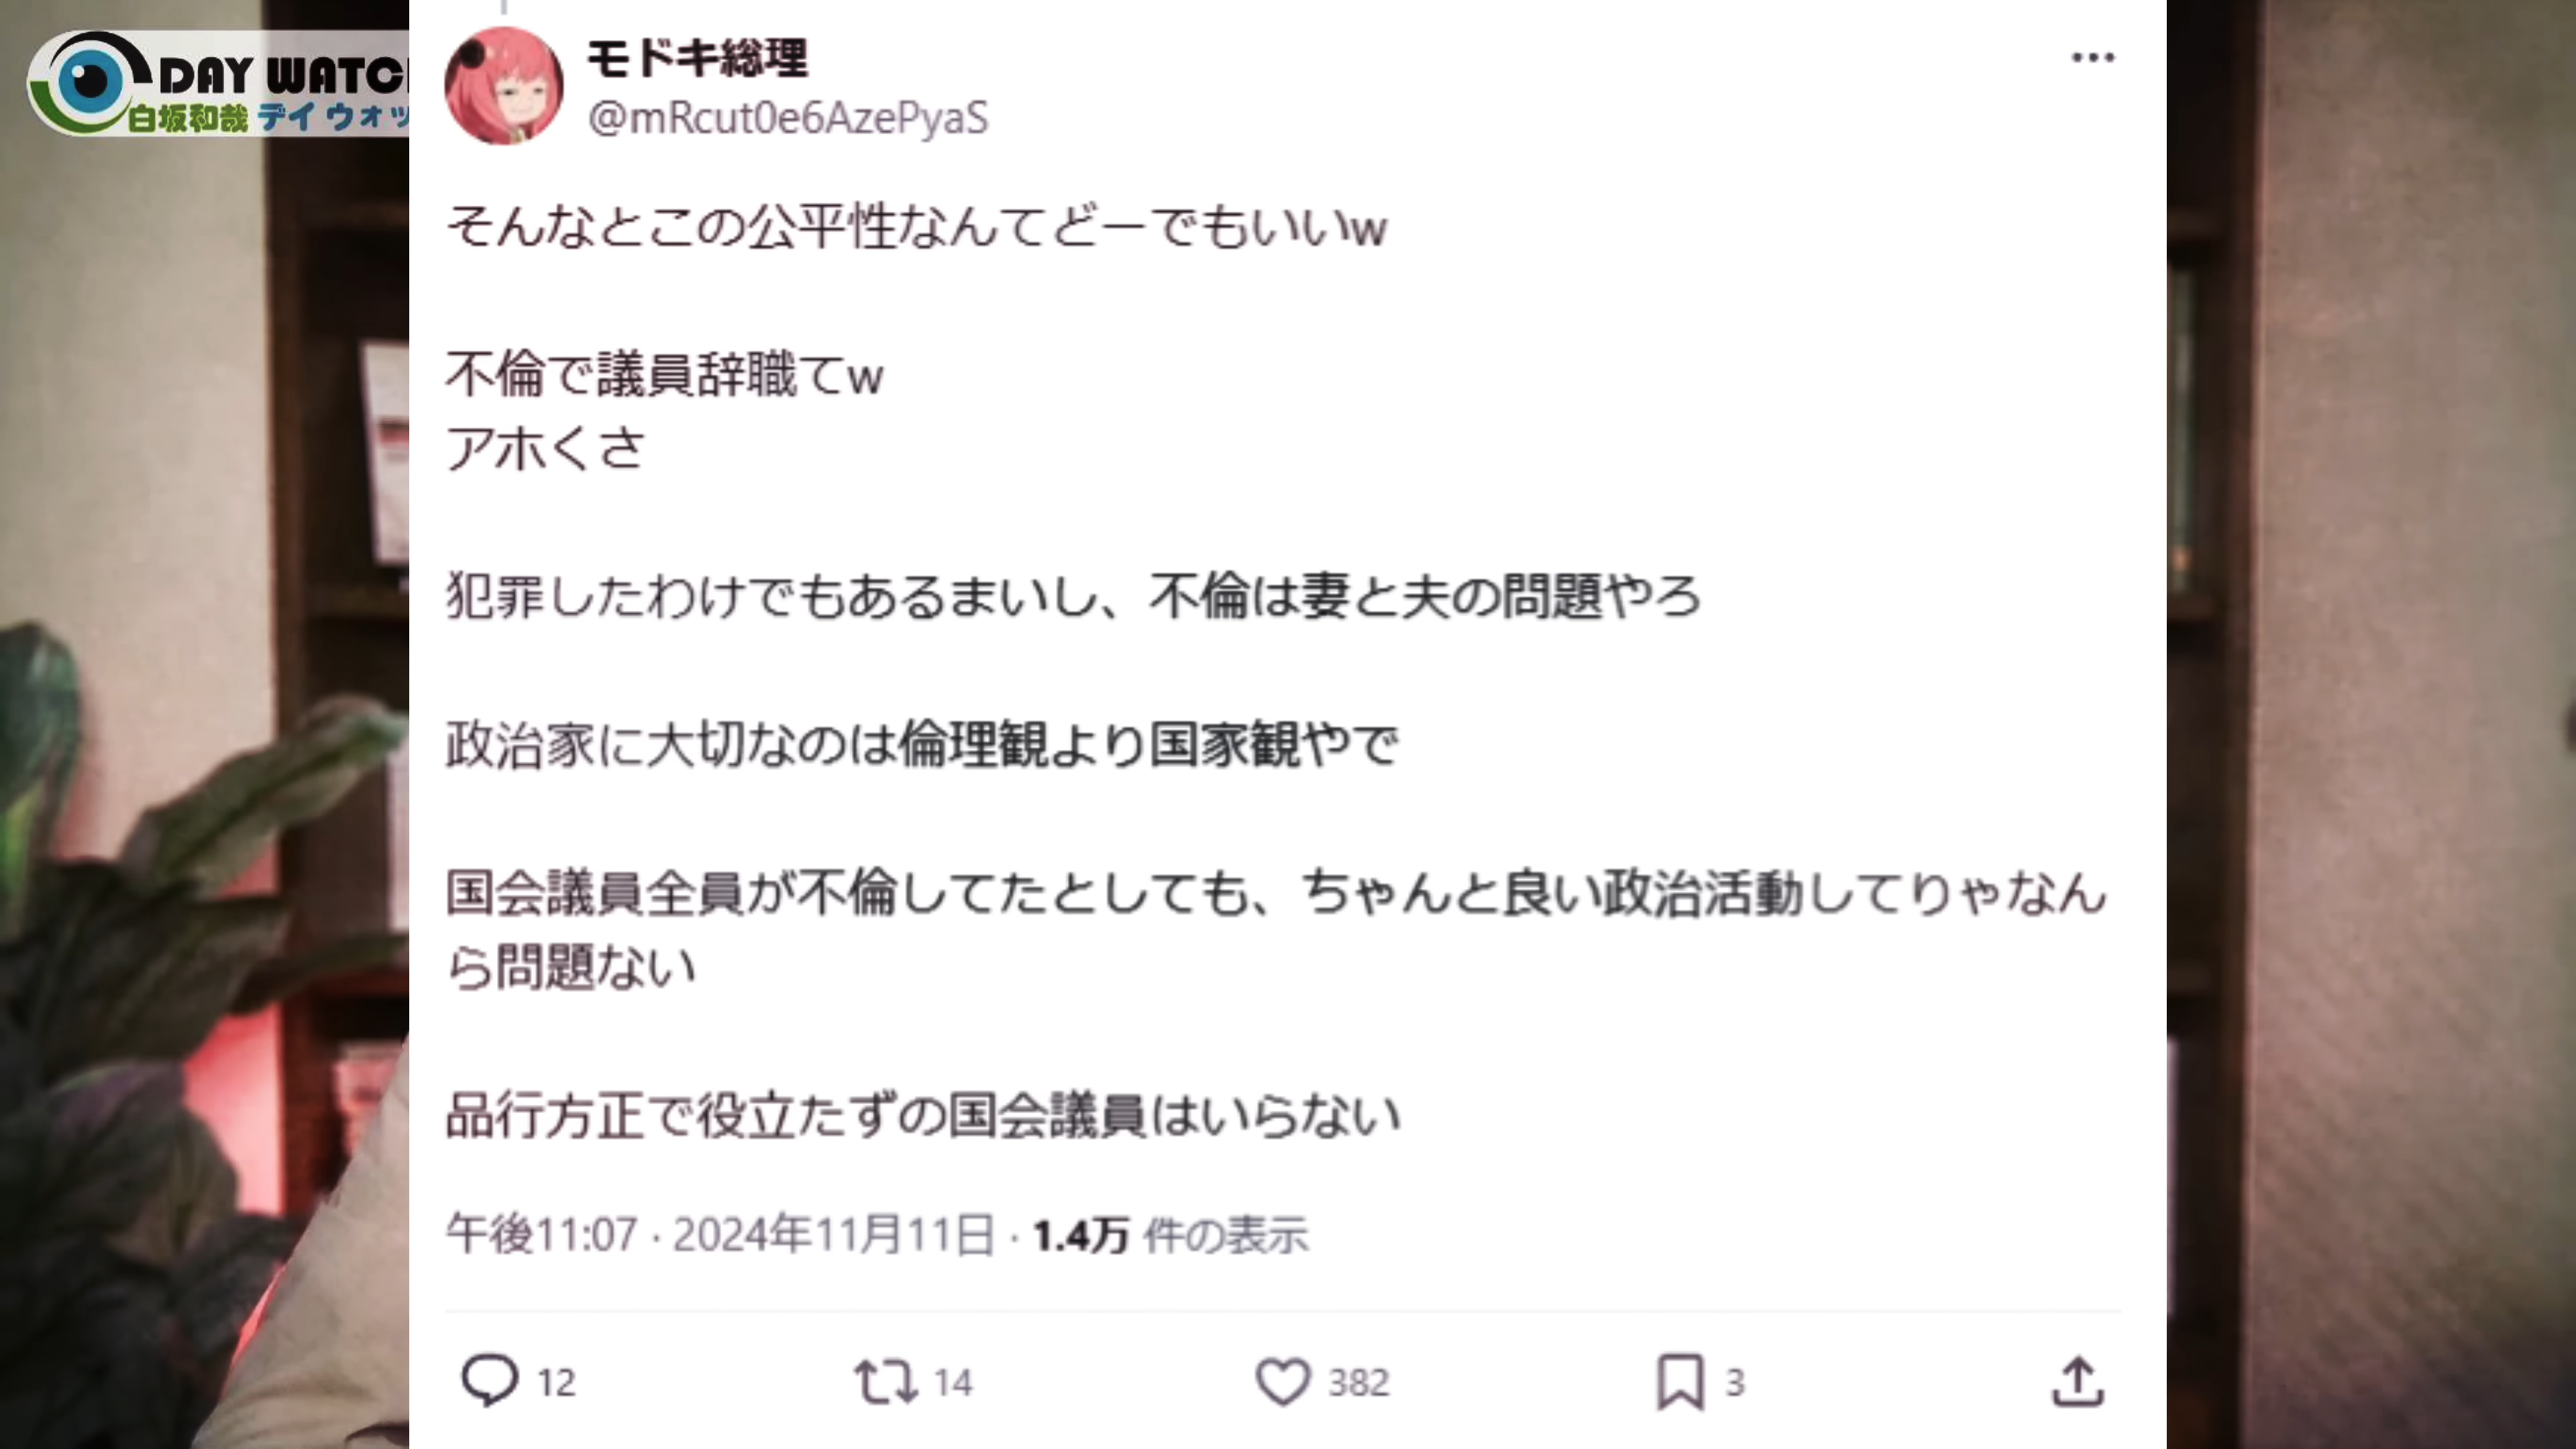 DAY WATC
白坂和哉 デイ ウォッ
モドキ総理
@mRcut0e6AzePyaS
そんなとこの公平性なんてどーでもいいw
不倫で議員辞職てw
アホくさ
犯罪したわけでもあるまいし、不倫は妻と夫の問題やろ
政治家に大切なのは倫理観より国家観やで
国会議員全員が不倫してたとしても、ちゃんと良い政治活動してりゃなん
ら問題ない
品行方正で役立たずの国会議員はいらない
午後11:07 · 2024年11月11日 · 1.4万 件の表示
12 14 382 3